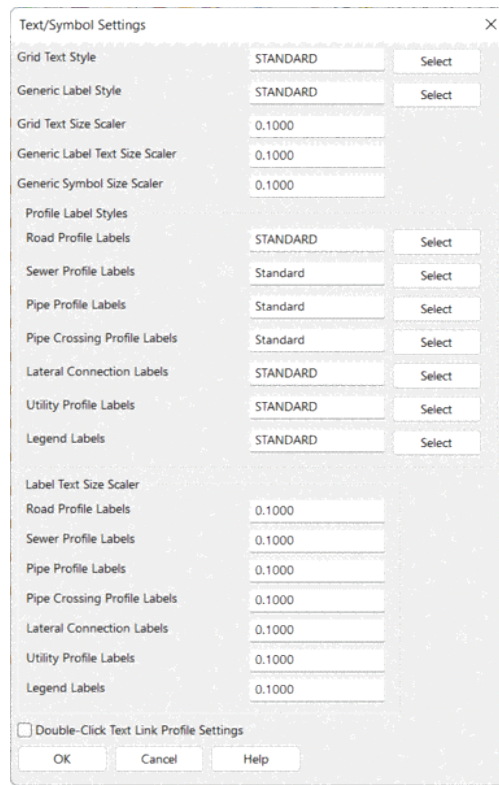 Text/Symbol Settings
Grid Text Style STANDARD Select
Generic Label Style STANDARD Select
Grid Text Size Scaler 0.1000
Generic Label Text Size Scaler 0.1000
Generic Symbol Size Scaler 0.1000
Profile Label Styles
Road Profile Labels STANDARD Select
Sewer Profile Labels Standard Select
Pipe Profile Labels Standard Select
Pipe Crossing Profile Labels Standard Select
Lateral Connection Labels STANDARD Select
Utility Profile Labels STANDARD Select
Legend Labels STANDARD Select
Label Text Size Scaler
Road Profile Labels 0.1000
Sewer Profile Labels 0.1000
Pipe Profile Labels 0.1000
Pipe Crossing Profile Labels 0.1000
Lateral Connection Labels 0.1000
Utility Profile Labels 0.1000
Legend Labels 0.1000
Double-Click Text Link Profile Settings
OK Cancel Help